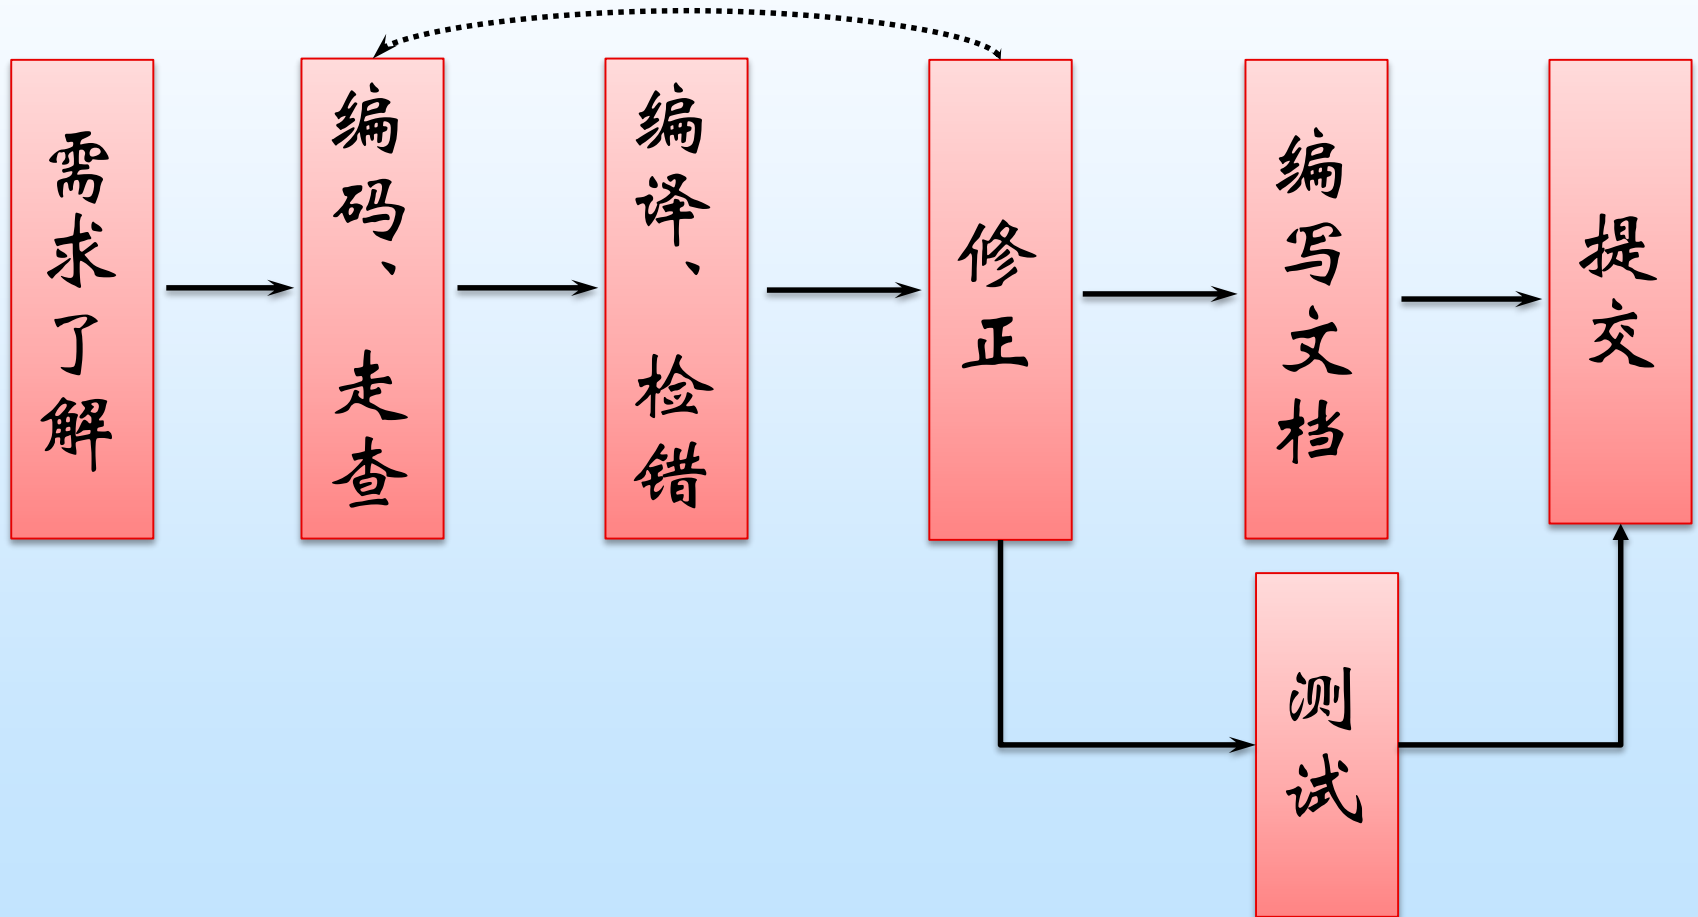 需求了解
编码、走查
编译、检错
修正
编写文档
提交
测试